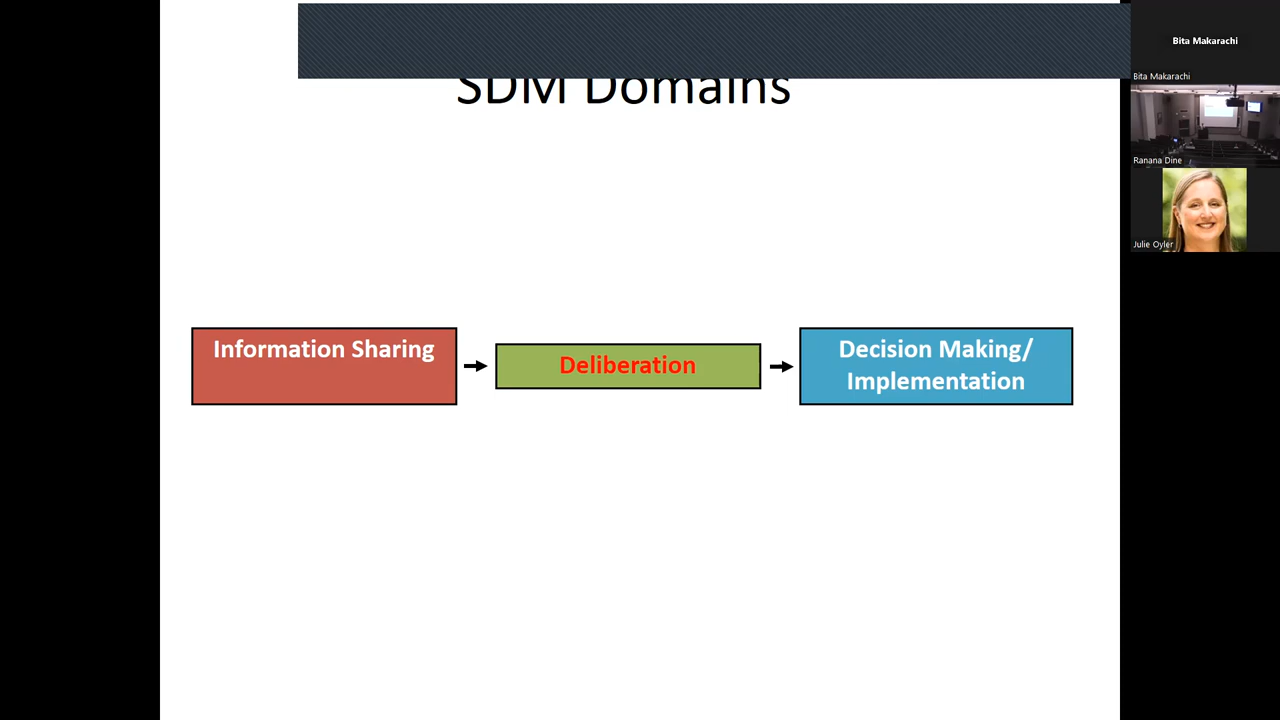 SDM Domains
Information Sharing
Deliberation
Decision Making/
Implementation
Bita Makarachi
Bita Makarachi
Ranana Dine
Julie Oyler